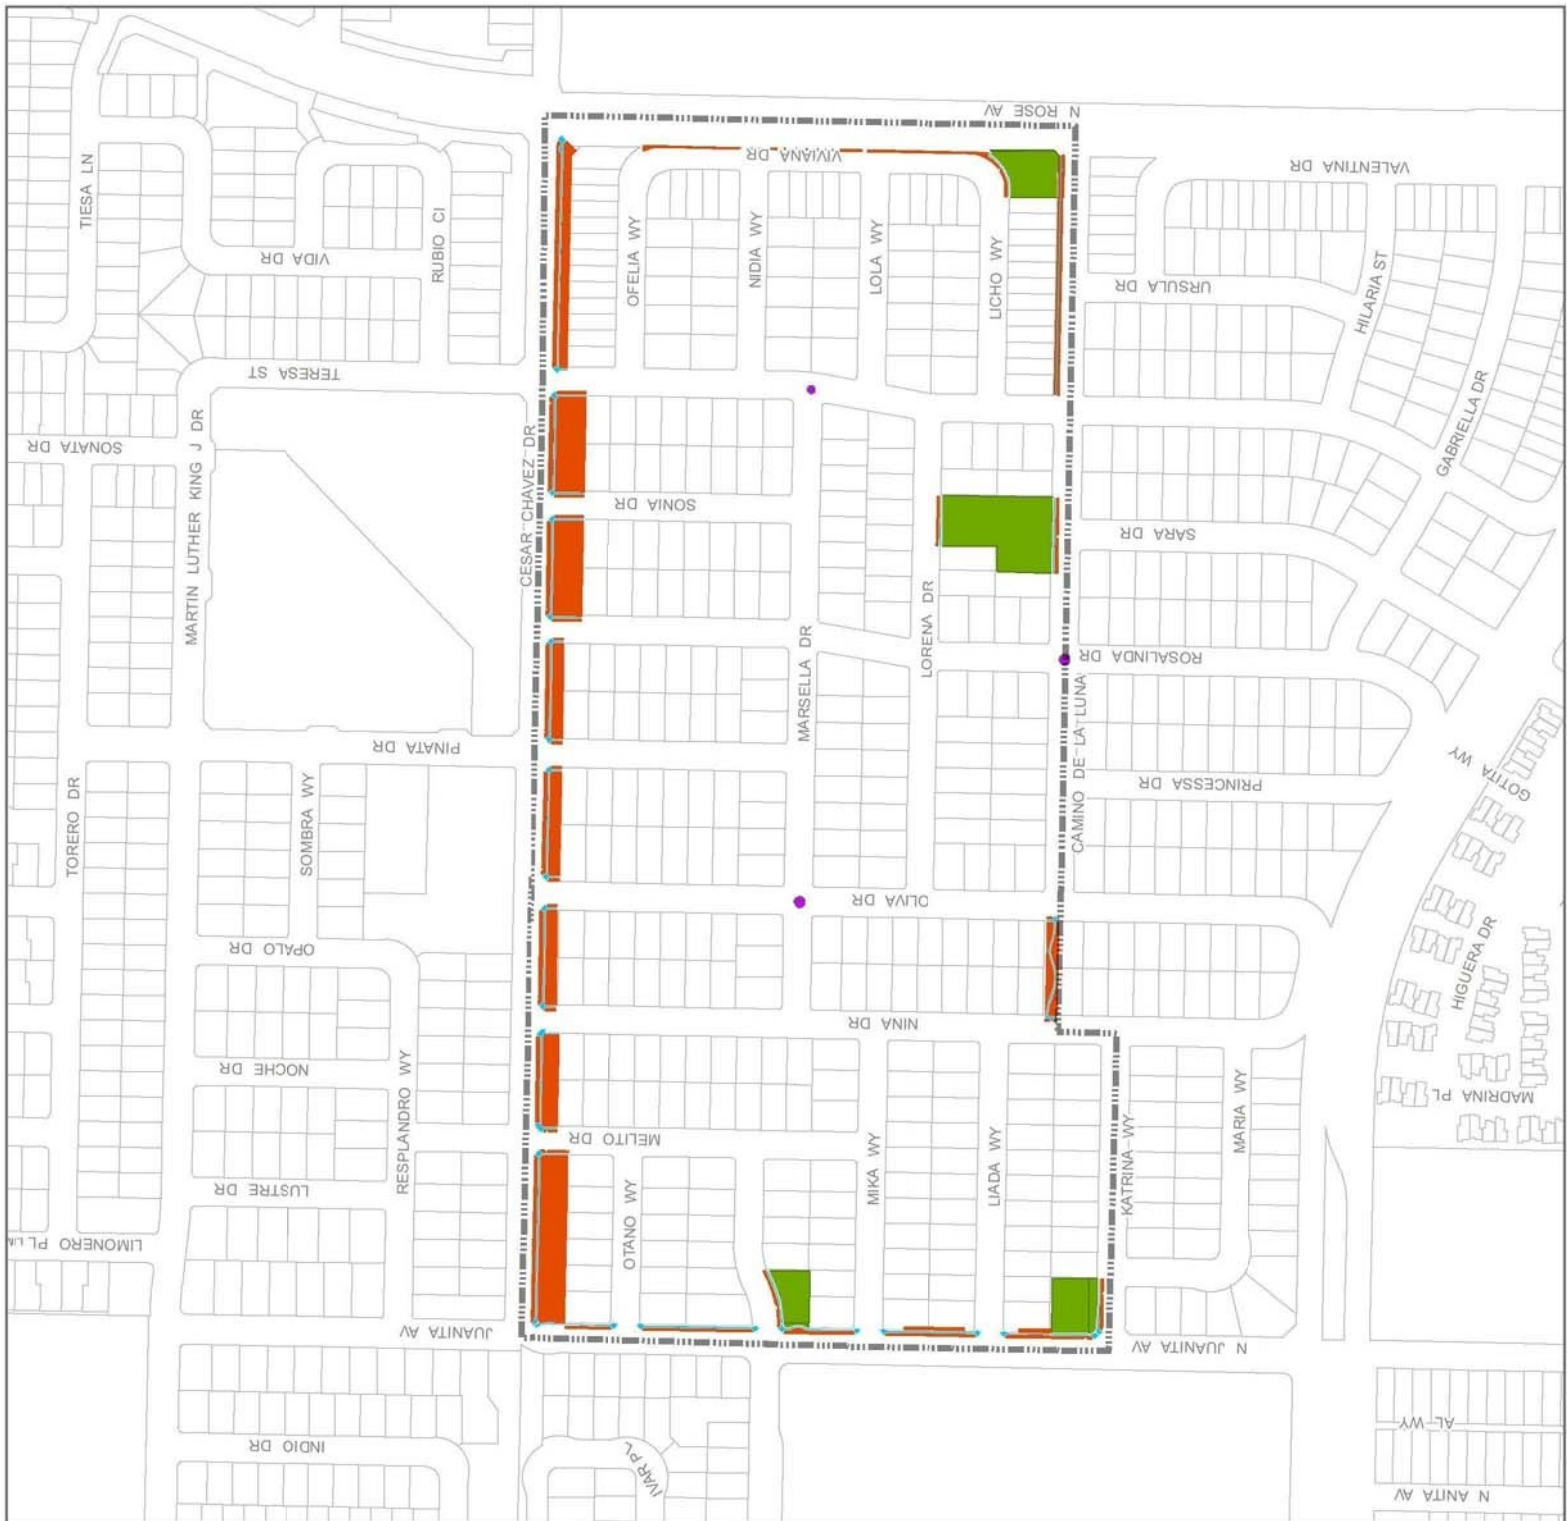 N ROSE AV
VIVIANA DR
VALENTINA DR
TIESA LN
RUBIO CI
VIDA DR
OFELIA WY
NIDIA WY
LOLA WY
LICHO WY
URSULA DR
HILARIA ST
TERESA ST
GABRIELLA DR
SONATA DR
MARTIN LUTHER KING J DR
CESAR CHAVEZ DR
SONIA DR
SARA DR
LORENA DR
MARSELLA DR
ROSALINDA DR
CAMINO DE LA LUNA
PINATA DR
PRINCESSA DR
GOTITA WY
TORERO DR
SOMBRA WY
OLIVA DR
OPALO DR
HIGUERA DR
NINA DR
NOCHE DR
RESPLANDRO WY
MADRINA PL
MARIA WY
MELITO DR
MIKA WY
LIADA WY
KATRINA WY
LUSTRE DR
OTANO WY
LIMONERO PL
JUANITA AV
N JUANITA AV
INDIO DR
IVAR PL
AL WY
N ANITA AV